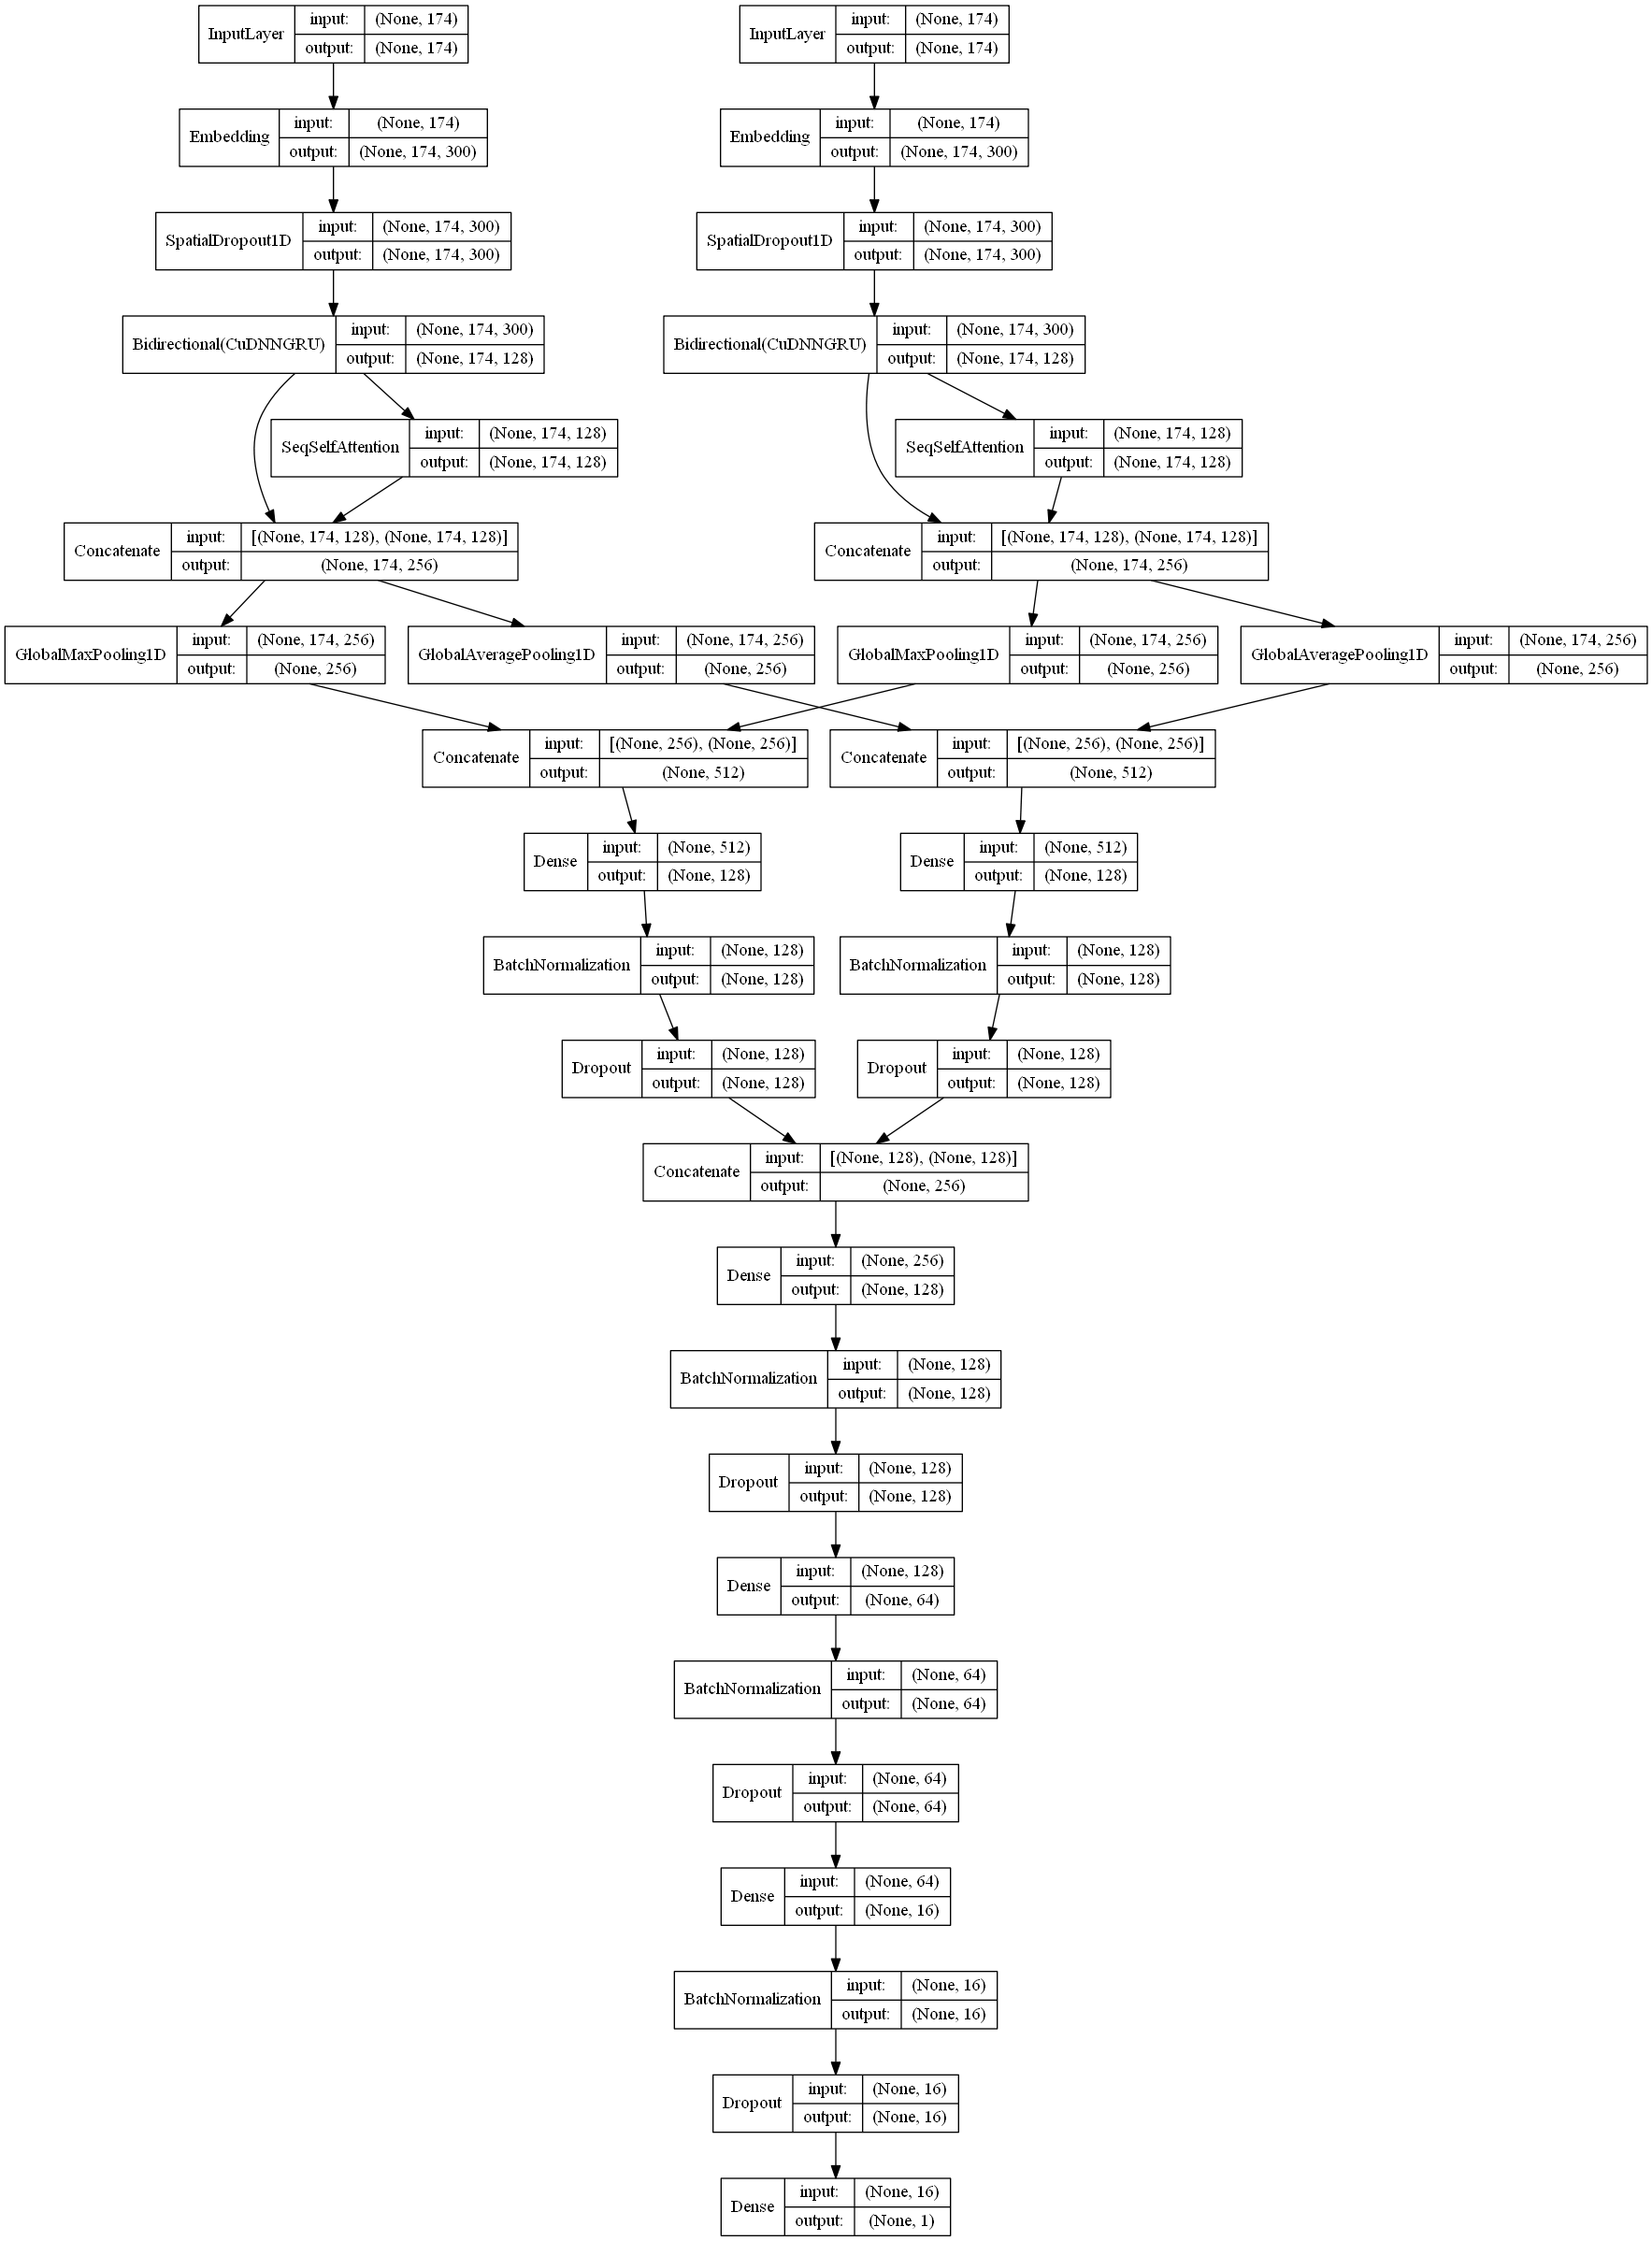 InputLayer input: (None, 174) output: (None, 174)
InputLayer input: (None, 174) output: (None, 174)
Embedding input: (None, 174) output: (None, 174, 300)
Embedding input: (None, 174) output: (None, 174, 300)
SpatialDropout1D input: (None, 174, 300) output: (None, 174, 300)
SpatialDropout1D input: (None, 174, 300) output: (None, 174, 300)
Bidirectional(CuDNNGRU) input: (None, 174, 300) output: (None, 174, 128)
Bidirectional(CuDNNGRU) input: (None, 174, 300) output: (None, 174, 128)
SeqSelfAttention input: (None, 174, 128) output: (None, 174, 128)
SeqSelfAttention input: (None, 174, 128) output: (None, 174, 128)
Concatenate input: [(None, 174, 128), (None, 174, 128)] output: (None, 174, 256)
Concatenate input: [(None, 174, 128), (None, 174, 128)] output: (None, 174, 256)
GlobalMaxPooling1D input: (None, 174, 256) output: (None, 256)
GlobalAveragePooling1D input: (None, 174, 256) output: (None, 256)
GlobalMaxPooling1D input: (None, 174, 256) output: (None, 256)
GlobalAveragePooling1D input: (None, 174, 256) output: (None, 256)
Concatenate input: [(None, 256), (None, 256)] output: (None, 512)
Concatenate input: [(None, 256), (None, 256)] output: (None, 512)
Dense input: (None, 512) output: (None, 128)
Dense input: (None, 512) output: (None, 128)
BatchNormalization input: (None, 128) output: (None, 128)
BatchNormalization input: (None, 128) output: (None, 128)
Dropout input: (None, 128) output: (None, 128)
Dropout input: (None, 128) output: (None, 128)
Concatenate input: [(None, 128), (None, 128)] output: (None, 256)
Dense input: (None, 256) output: (None, 128)
BatchNormalization input: (None, 128) output: (None, 128)
Dropout input: (None, 128) output: (None, 128)
Dense input: (None, 128) output: (None, 64)
BatchNormalization input: (None, 64) output: (None, 64)
Dropout input: (None, 64) output: (None, 64)
Dense input: (None, 64) output: (None, 16)
BatchNormalization input: (None, 16) output: (None, 16)
Dropout input: (None, 16) output: (None, 16)
Dense input: (None, 16) output: (None, 1)